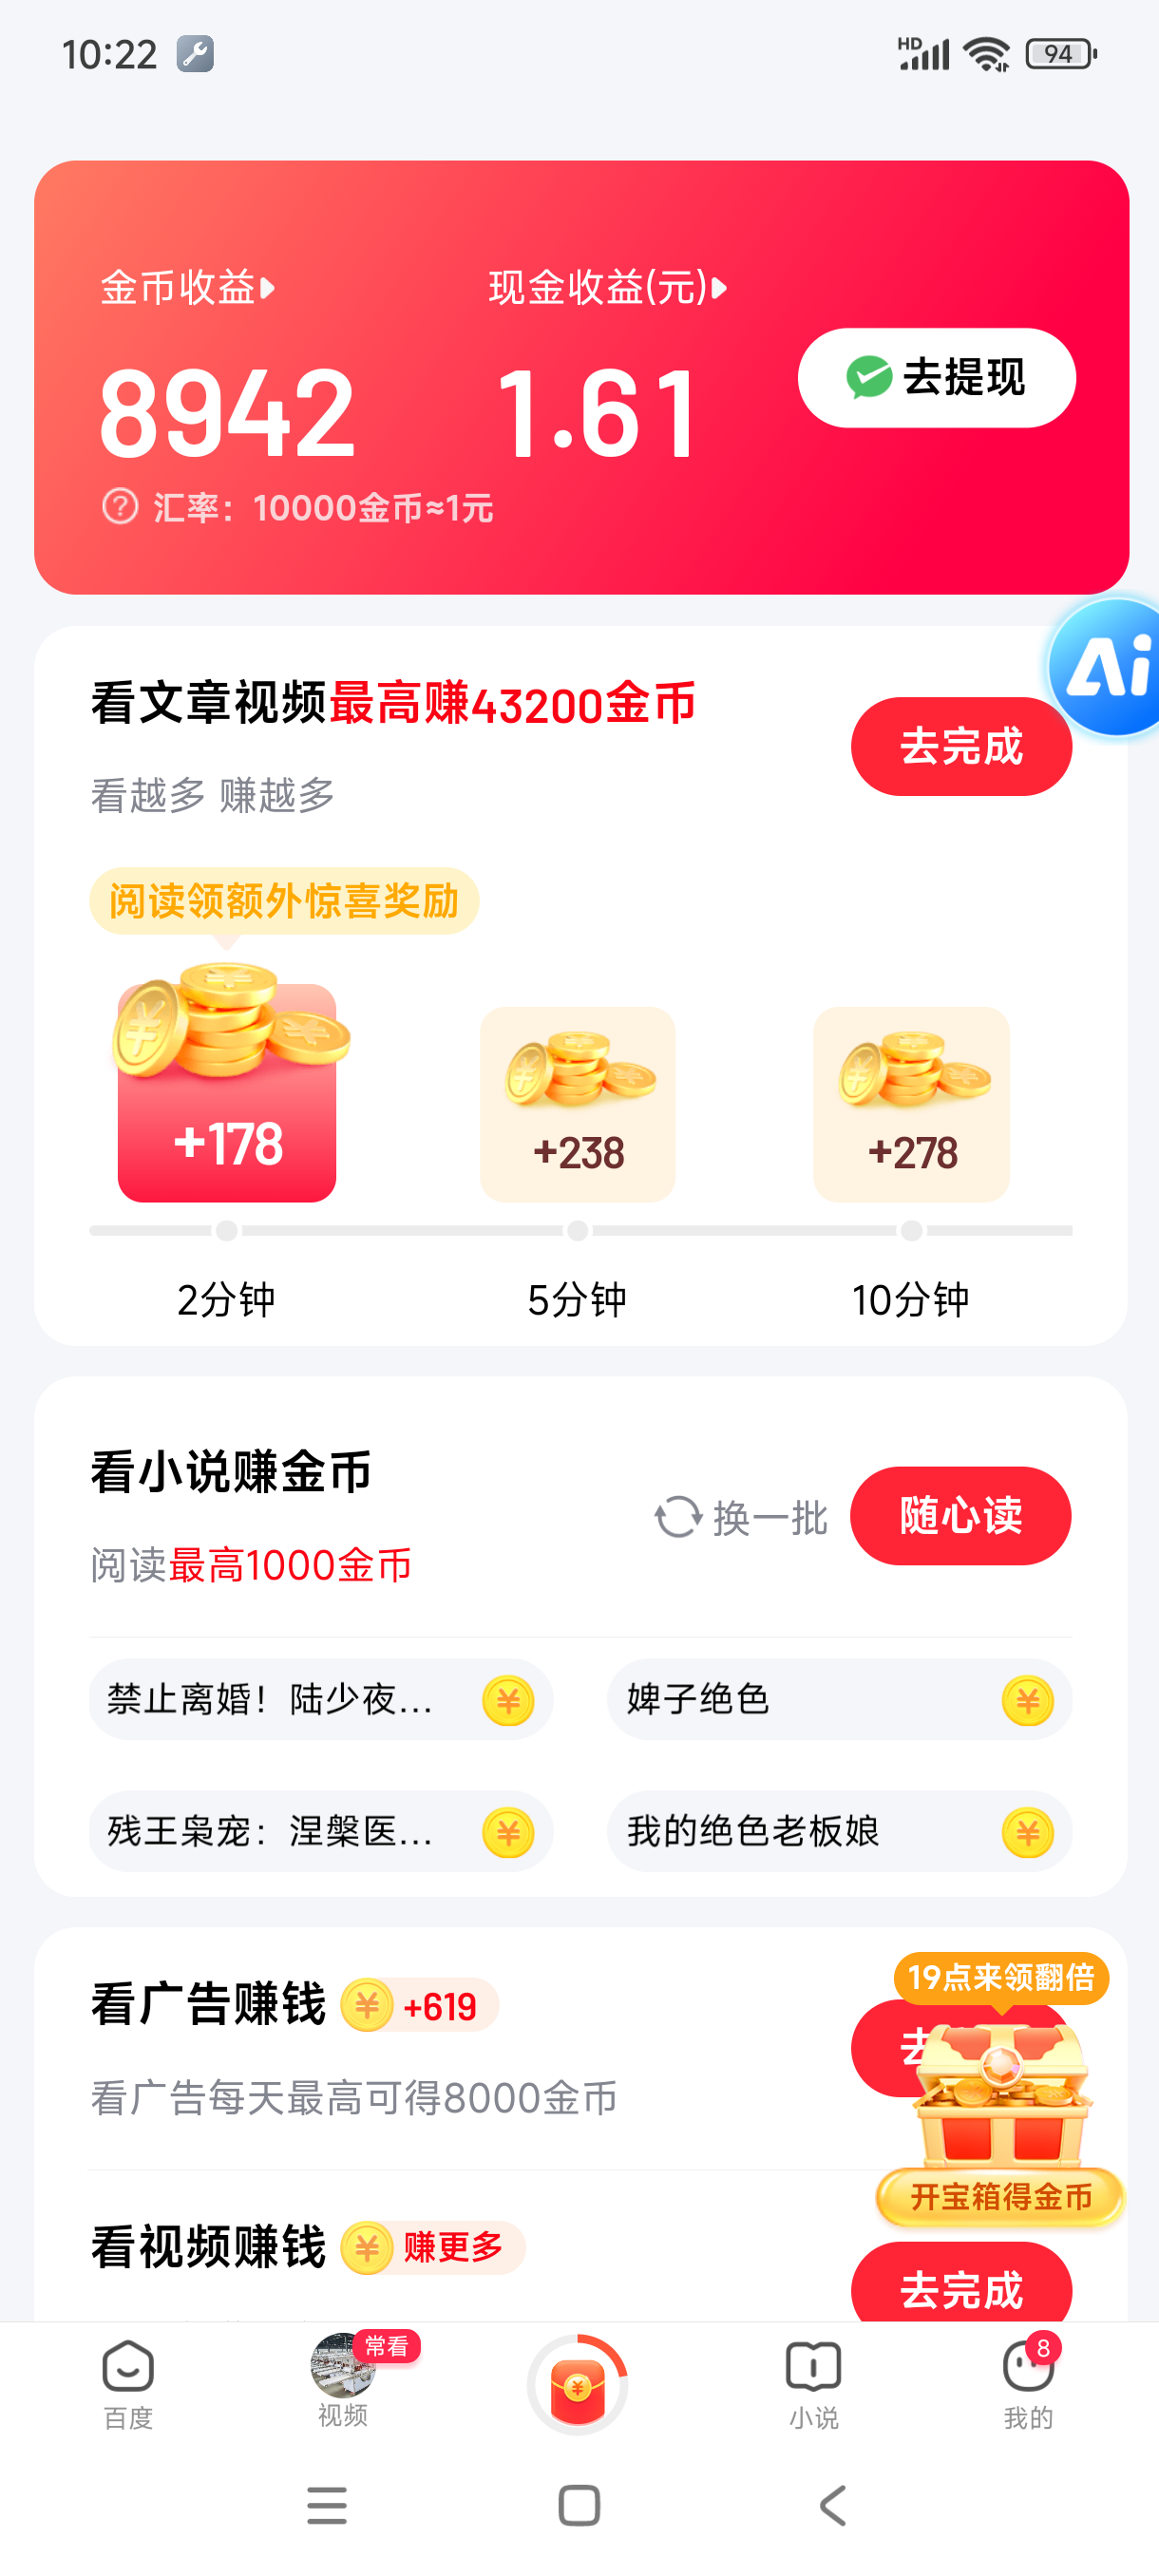 10:22
HD
94
金币收益
现金收益(元)
8942
1.61
去提现
汇率：10000金币≈1元
Ai
看文章视频最高赚43200金币
去完成
看越多 赚越多
阅读领额外惊喜奖励
+178
+238
+278
2分钟
5分钟
10分钟
看小说赚金币
换一批
随心读
阅读最高1000金币
禁止离婚！陆少夜...
婢子绝色
残王枭宠：涅槃医...
我的绝色老板娘
19点来领翻倍
看广告赚钱
+619
去
看广告每天最高可得8000金币
开宝箱得金币
看视频赚钱
赚更多
去完成
常看
8
百度
视频
小说
我的